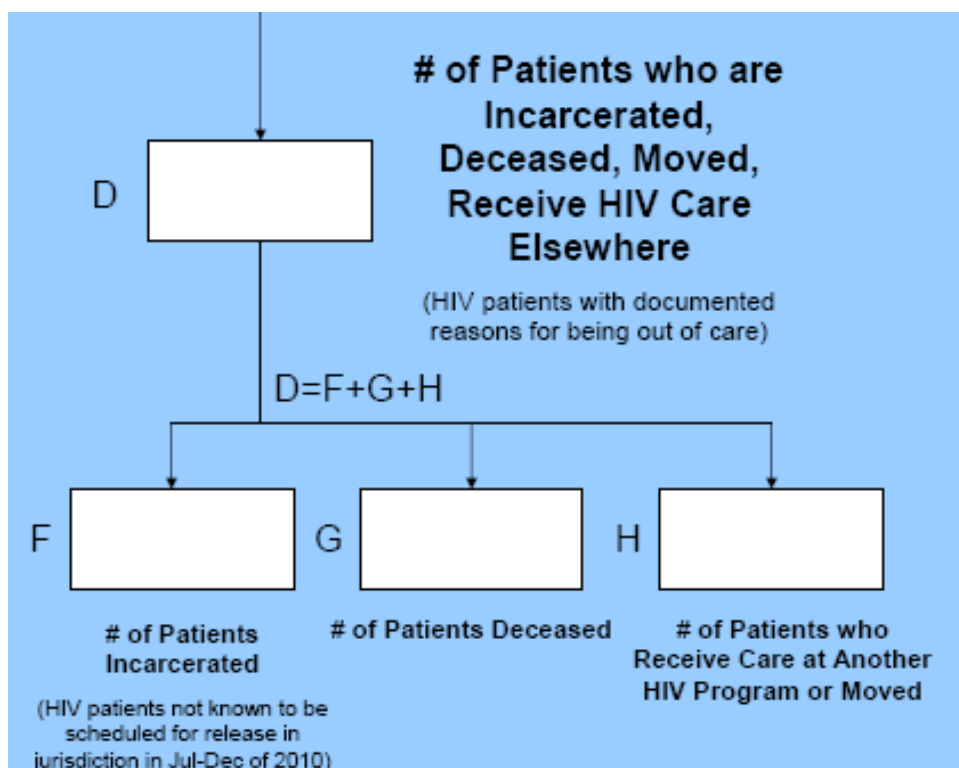 # of Patients who are
Incarcerated,
Deceased, Moved,
Receive HIV Care
Elsewhere
D
(HIV patients with documented
reasons for being out of care)
D=F+G+H
F
G
H
# of Patients
Incarcerated
(HIV patients not known to be
scheduled for release in
jurisdiction in Jul-Dec of 2010)
# of Patients Deceased
# of Patients who
Receive Care at Another
HIV Program or Moved